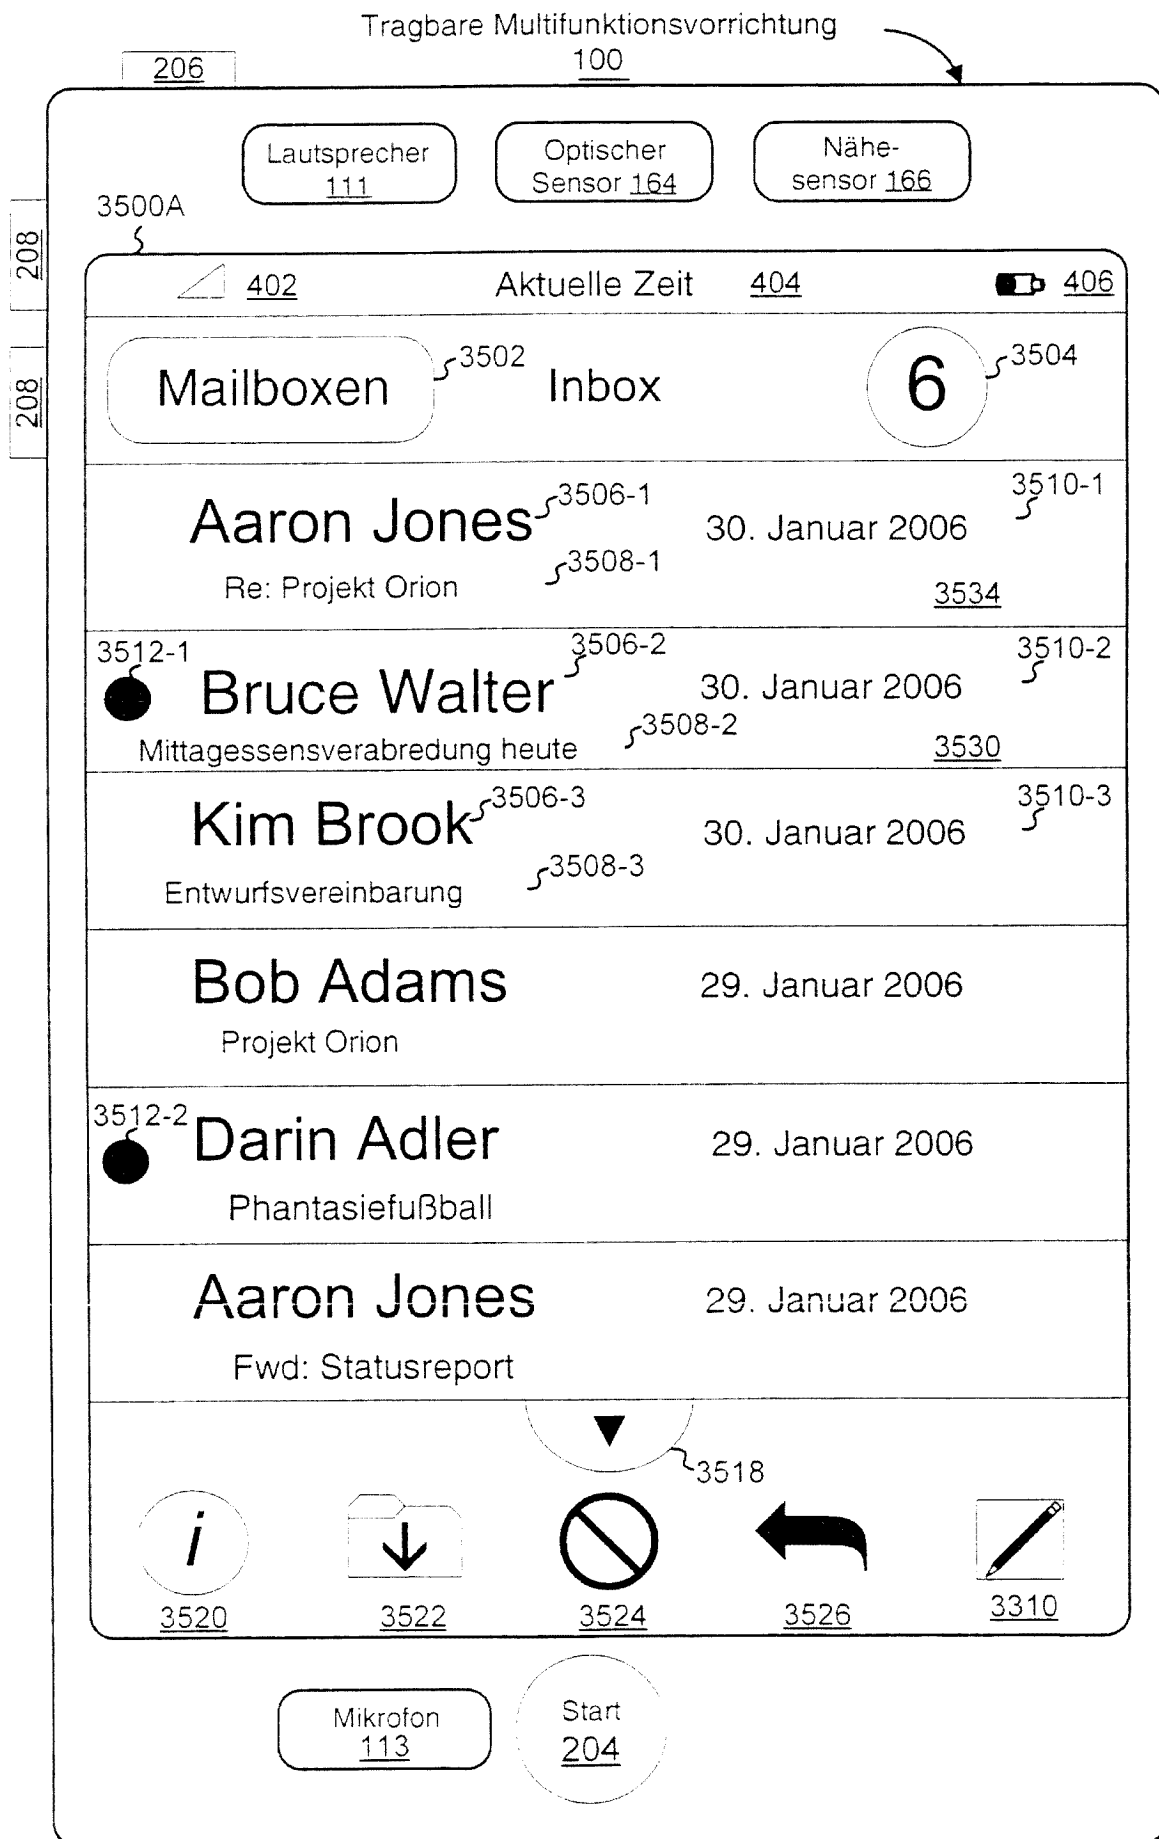 Tragbare Multifunktionsvorrichtung
100
206
Lautsprecher
111
Optischer
Sensor 164
Nähe-
sensor 166
3500A
208
208
402
Aktuelle Zeit 404
406
Mailboxen
3502
Inbox
6
3504
Aaron Jones
3506-1
30. Januar 2006
3510-1
Re: Projekt Orion
3508-1
3534
3512-1
Bruce Walter
3506-2
30. Januar 2006
3510-2
Mittagessensverabredung heute
3508-2
3530
Kim Brook
3506-3
30. Januar 2006
3510-3
Entwurfsvereinbarung
3508-3
Bob Adams
29. Januar 2006
Projekt Orion
3512-2
Darin Adler
29. Januar 2006
Phantasiefußball
Aaron Jones
29. Januar 2006
Fwd: Statusreport
3518
i
3520
3522
3524
3526
3310
Mikrofon
113
Start
204